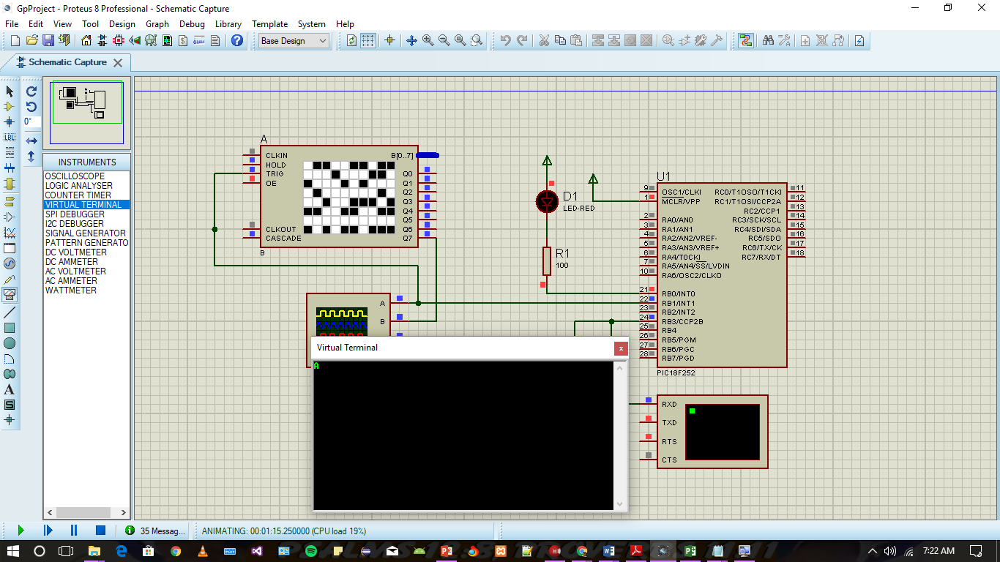 GpProject - Proteus 8 Professional - Schematic Capture
File Edit View Tool Design Graph Debug Library Template System Help
Base Design
Schematic Capture
0°
LBL
A
S
INSTRUMENTS
OSCILLOSCOPE
LOGIC ANALYSER
COUNTER TIMER
VIRTUAL TERMINAL
SPI DEBUGGER
I2C DEBUGGER
SIGNAL GENERATOR
PATTERN GENERATO
DC VOLTMETER
DC AMMETER
AC VOLTMETER
AC AMMETER
WATTMETER
A
CLKIN
HOLD
TRIG
OE
CLKOUT
CASCADE
B[0..7]
Q0
Q1
Q2
Q3
Q4
Q5
Q6
Q7
B
A
B
D1
LED-RED
R1
100
U1
9 OSC1/CLKI
1 MCLR/VPP
2 RA0/AN0
3 RA1/AN1
4 RA2/AN2/VREF-
5 RA3/AN3/VREF+
6 RA4/T0CKI
7 RA5/AN4/SS/LVDIN
10 RA6/OSC2/CLKO
21 RB0/INT0
22 RB1/INT1
23 RB2/INT2
24 RB3/CCP2B
25 RB4
26 RB5/PGM
27 RB6/PGC
28 RB7/PGD
RC0/T1OSO/T1CKI 11
RC1/T1OSI/CCP2A 12
RC2/CCP1 13
RC3/SCK/SCL 14
RC4/SDI/SDA 15
RC5/SDO 16
RC6/TX/CK 17
RC7/RX/DT 18
PIC18F252
Virtual Terminal
x
A
RXD
TXD
RTS
CTS
35 Messag...
ANIMATING: 00:01:15.250000 (CPU load 19%)
7:22 AM